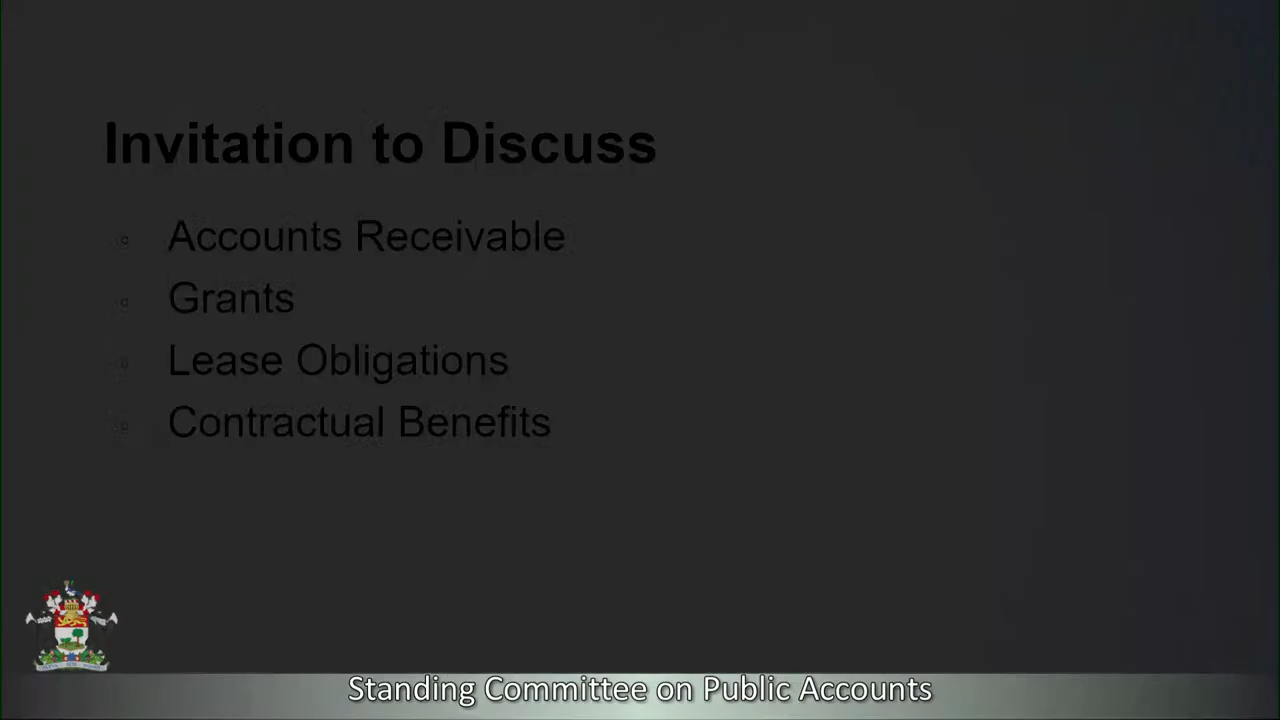 Invitation to Discuss
Accounts Receivable
Grants
Lease Obligations
Contractual Benefits
Standing Committee on Public Accounts